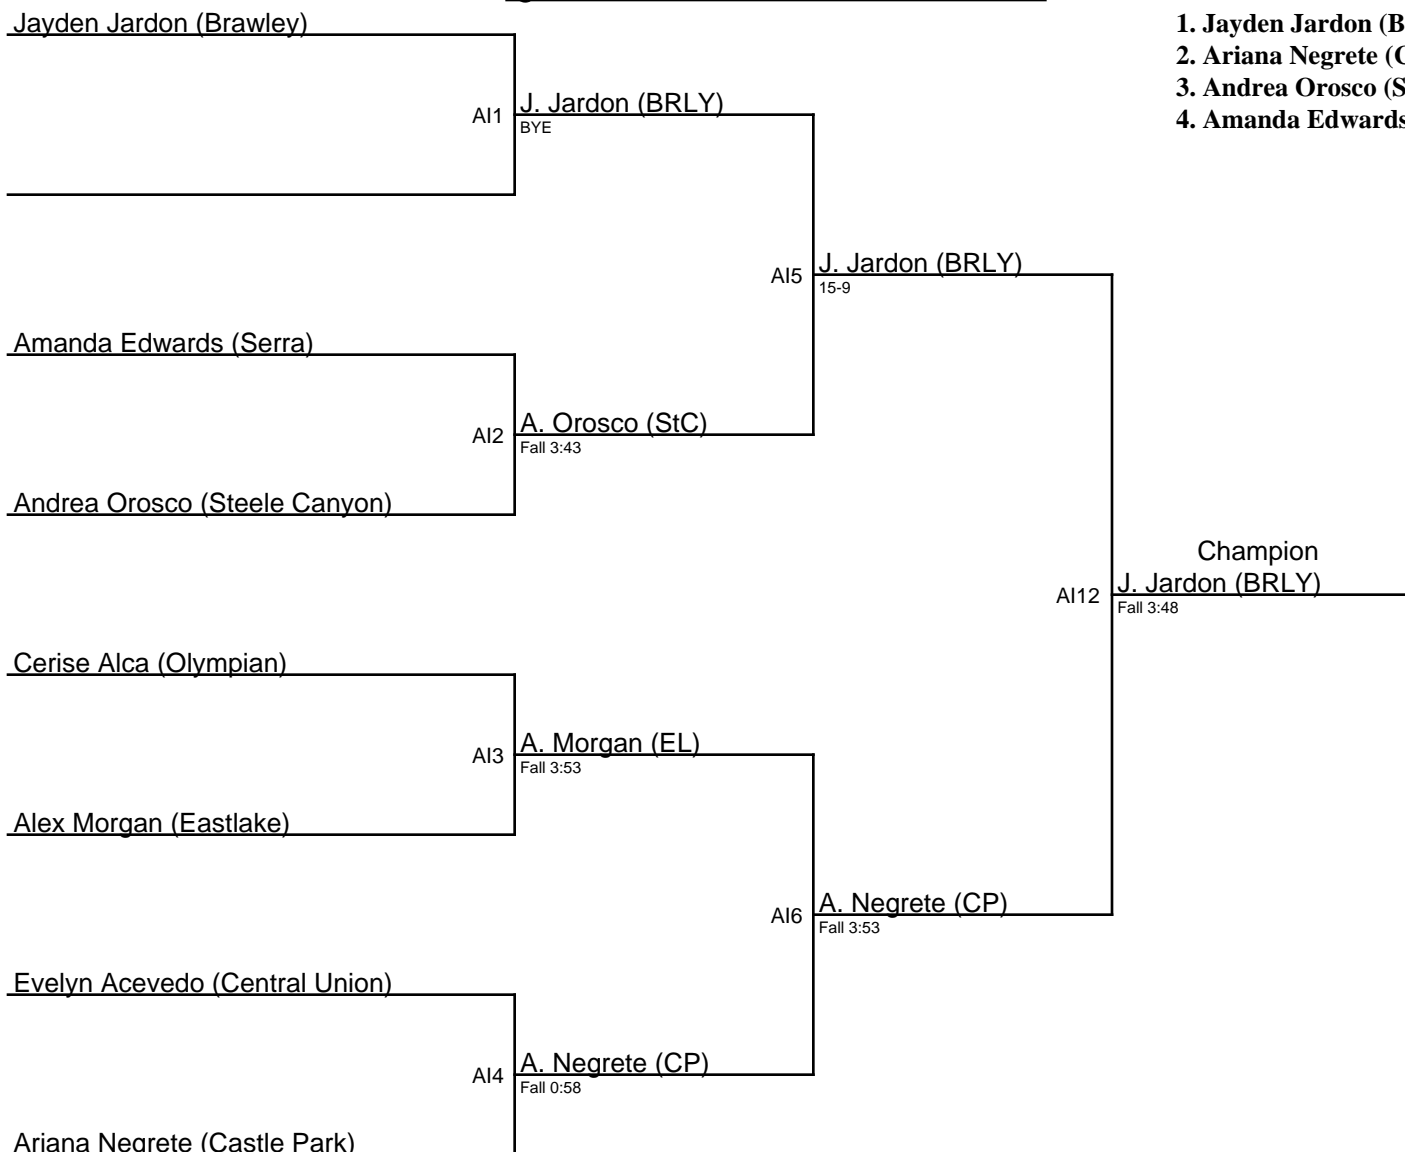 Jayden Jardon (Brawley)
1. Jayden Jardon (B
2. Ariana Negrete (C
3. Andrea Orosco (S
4. Amanda Edwards
AI1
J. Jardon (BRLY)
BYE
AI5
J. Jardon (BRLY)
15-9
Amanda Edwards (Serra)
AI2
A. Orosco (StC)
Fall 3:43
Andrea Orosco (Steele Canyon)
Champion
AI12
J. Jardon (BRLY)
Fall 3:48
Cerise Alca (Olympian)
AI3
A. Morgan (EL)
Fall 3:53
Alex Morgan (Eastlake)
AI6
A. Negrete (CP)
Fall 3:53
Evelyn Acevedo (Central Union)
AI4
A. Negrete (CP)
Fall 0:58
Ariana Negrete (Castle Park)